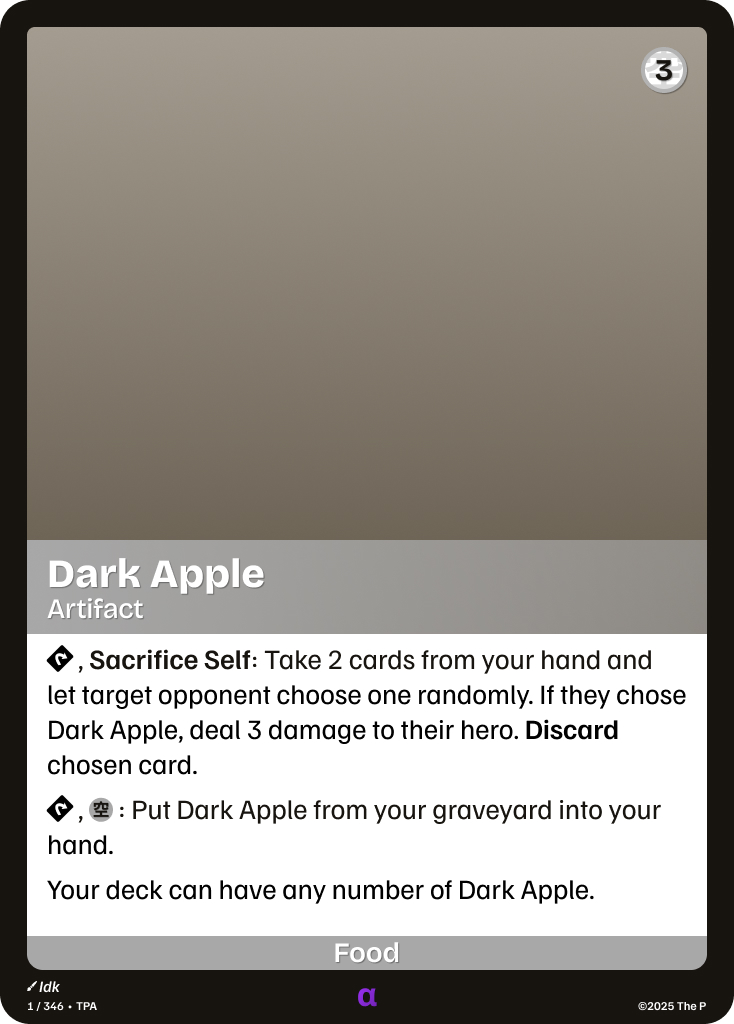 3
Dark Apple
Artifact
, Sacrifice Self: Take 2 cards from your hand and
let target opponent choose one randomly. If they chose
Dark Apple, deal 3 damage to their hero. Discard
chosen card.
, 空 : Put Dark Apple from your graveyard into your
hand.
Your deck can have any number of Dark Apple.
Food
Idk
1 / 346 • TPA
α
©2025 The P